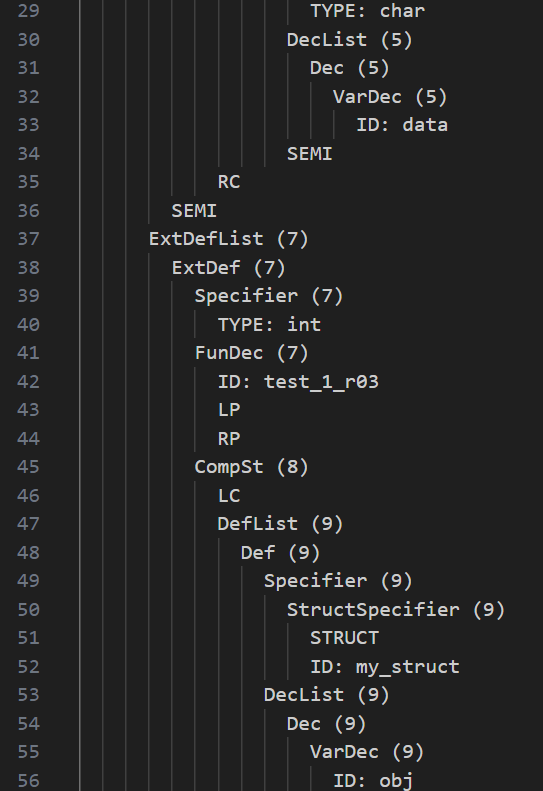 29 TYPE: char
30 DecList (5)
31 Dec (5)
32 VarDec (5)
33 ID: data
34 SEMI
35 RC
36 SEMI
37 ExtDefList (7)
38 ExtDef (7)
39 Specifier (7)
40 TYPE: int
41 FunDec (7)
42 ID: test_1_r03
43 LP
44 RP
45 CompSt (8)
46 LC
47 DefList (9)
48 Def (9)
49 Specifier (9)
50 StructSpecifier (9)
51 STRUCT
52 ID: my_struct
53 DecList (9)
54 Dec (9)
55 VarDec (9)
56 ID: obj